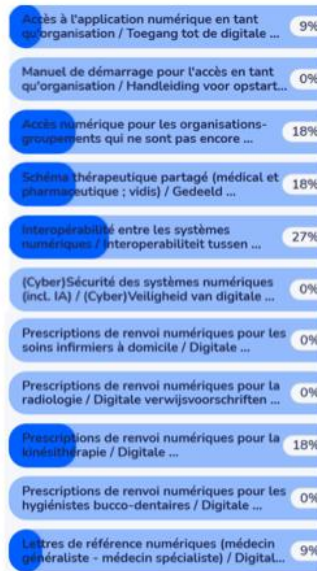 Accès à l'application numérique en tant
qu'organisation / Toegang tot de digitale ...
9%
Manuel de démarrage pour l'accès en tant
qu'organisation / Handleiding voor opstart...
0%
Accès numérique pour les organisations-
groupements qui ne sont pas encore ...
18%
Schéma thérapeutique partagé (médical et
pharmaceutique ; vidis) / Gedeeld ...
18%
Interopérabilité entre les systèmes
numériques / Interoperabiliteit tussen ...
27%
(Cyber)Sécurité des systèmes numériques
(incl. IA) / (Cyber)Veiligheid van digitale ...
0%
Prescriptions de renvoi numériques pour les
soins infirmiers à domicile / Digitale ...
0%
Prescriptions de renvoi numériques pour la
radiologie / Digitale verwijsvoorschriften ...
0%
Prescriptions de renvoi numériques pour la
kinésithérapie / Digitale ...
18%
Prescriptions de renvoi numériques pour les
hygiénistes bucco-dentaires / Digitale ...
0%
Lettres de référence numériques (médecin
généraliste - médecin spécialiste) / Digital...
9%